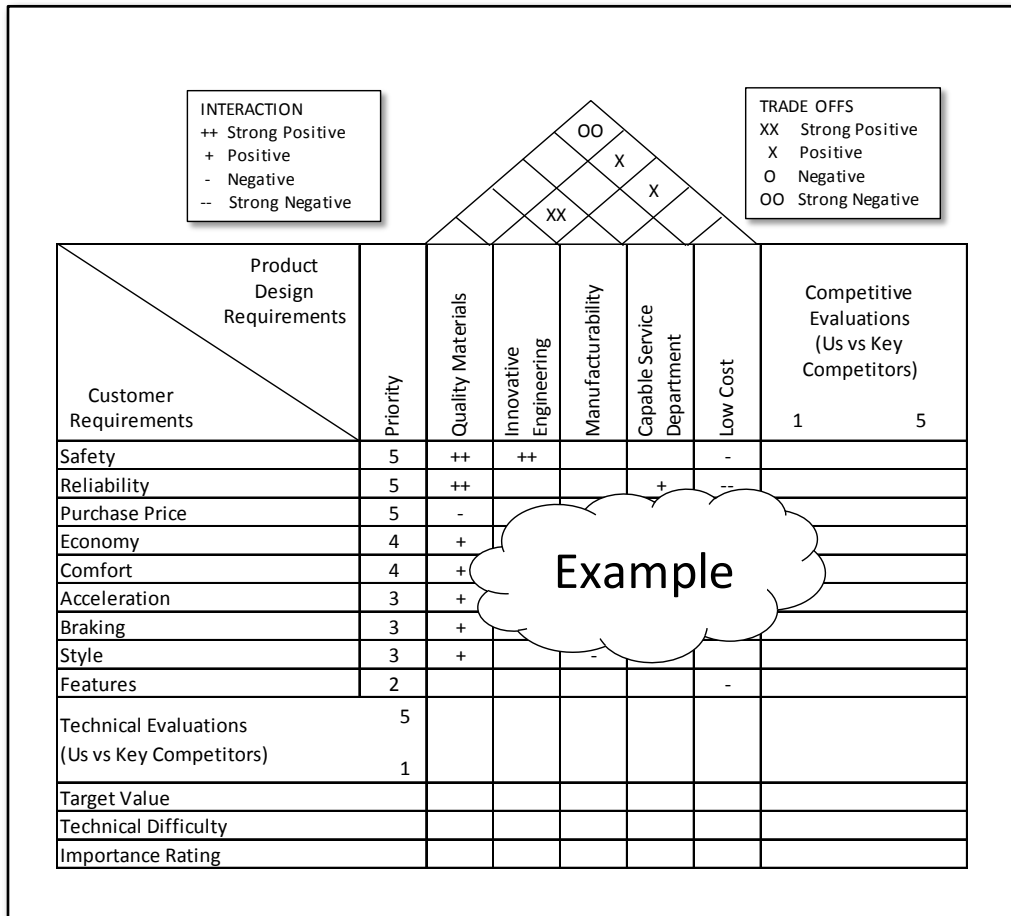 INTERACTION
++ Strong Positive
+ Positive
- Negative
-- Strong Negative
TRADE OFFS
XX Strong Positive
X Positive
O Negative
OO Strong Negative
OO
X
X
XX
Product
Design
Requirements
Customer
Requirements
Priority
Quality Materials
Innovative
Engineering
Manufacturability
Capable Service
Department
Low Cost
Competitive
Evaluations
(Us vs Key
Competitors)
1 5
Safety 5 ++ ++ -
Reliability 5 ++ + --
Purchase Price 5 -
Economy 4 +
Comfort 4 +
Acceleration 3 +
Braking 3 +
Style 3 + -
Features 2 -
Example
Technical Evaluations
(Us vs Key Competitors)
5
1
Target Value
Technical Difficulty
Importance Rating